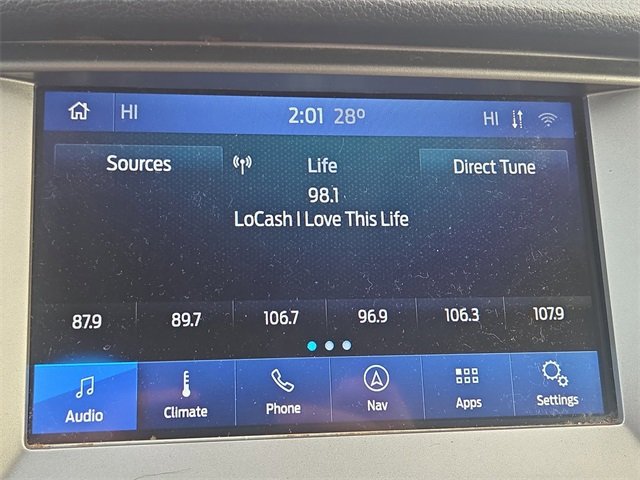 HI 2:01 28° HI
Sources Life Direct Tune
98.1
LoCash I Love This Life
87.9 89.7 106.7 96.9 106.3 107.9
Audio Climate Phone Nav Apps Settings